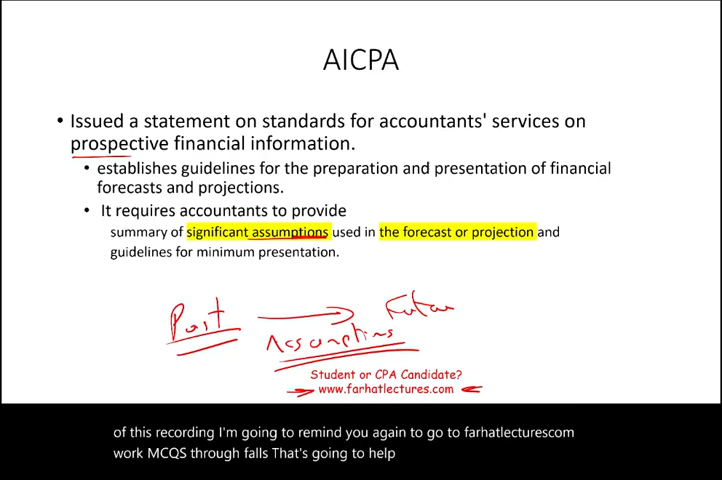 AICPA
• Issued a statement on standards for accountants' services on
prospective financial information.
• establishes guidelines for the preparation and presentation of financial
forecasts and projections.
• It requires accountants to provide
summary of significant assumptions used in the forecast or projection and
guidelines for minimum presentation.
Past Future
Assumptions
Student or CPA Candidate?
www.farhatlectures.com
of this recording I'm going to remind you again to go to farhatlecturescom
work MCQS through falls That's going to help